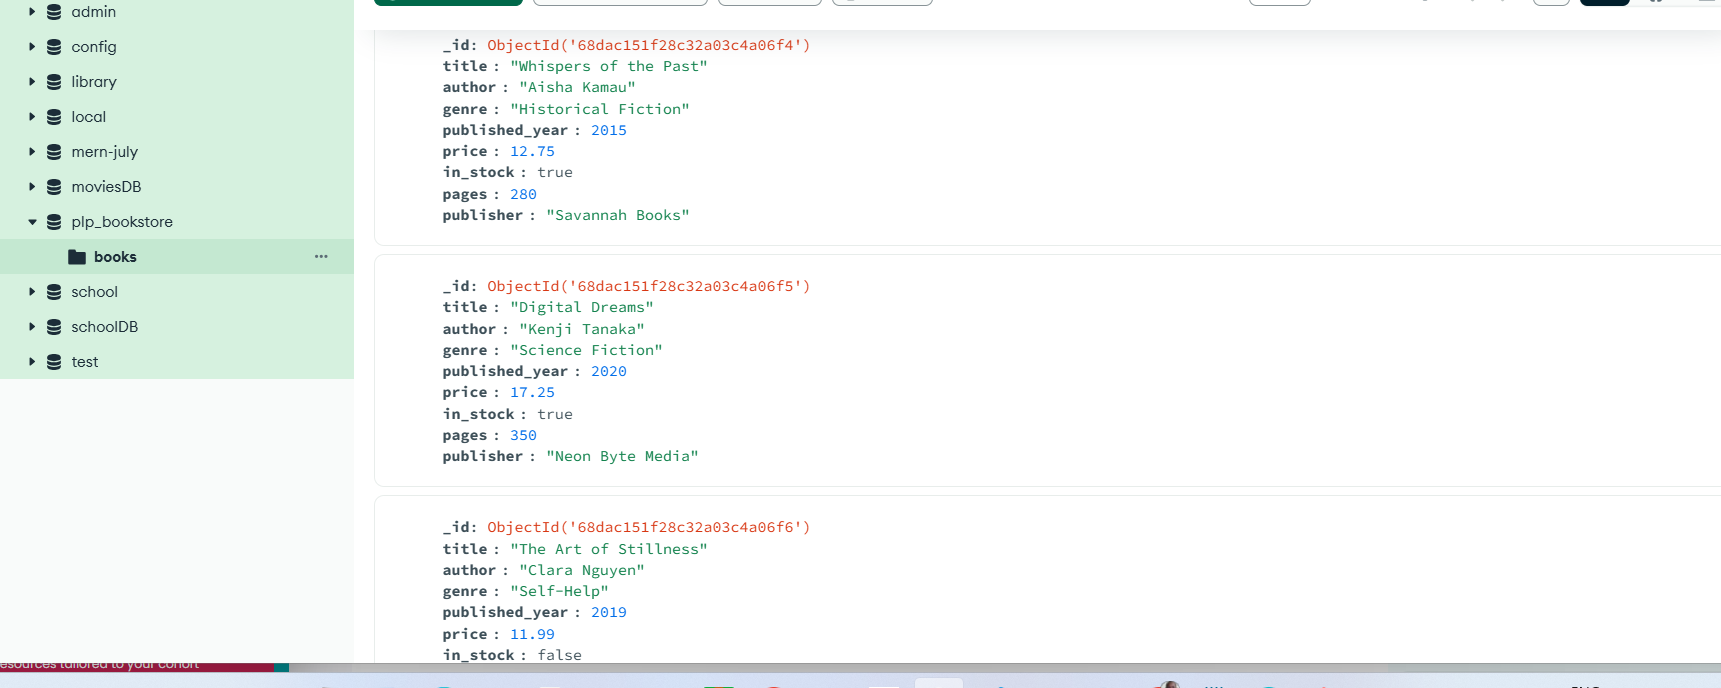 admin
config
library
local
mern-july
moviesDB
plp_bookstore
books
school
schoolDB
test
_id: ObjectId('68dac151f28c32a03c4a06f4')
title : "Whispers of the Past"
author : "Aisha Kamau"
genre : "Historical Fiction"
published_year : 2015
price : 12.75
in_stock : true
pages : 280
publisher : "Savannah Books"
_id: ObjectId('68dac151f28c32a03c4a06f5')
title : "Digital Dreams"
author : "Kenji Tanaka"
genre : "Science Fiction"
published_year : 2020
price : 17.25
in_stock : true
pages : 350
publisher : "Neon Byte Media"
_id: ObjectId('68dac151f28c32a03c4a06f6')
title : "The Art of Stillness"
author : "Clara Nguyen"
genre : "Self-Help"
published_year : 2019
price : 11.99
in_stock : false
esources tailored to your cohort